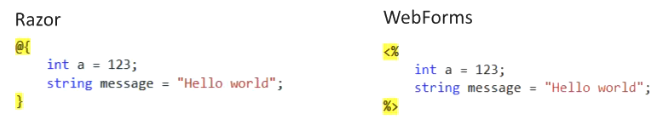 Razor
@{
    int a = 123;
    string message = "Hello world";
}
WebForms
<%
    int a = 123;
    string message = "Hello world";
%>